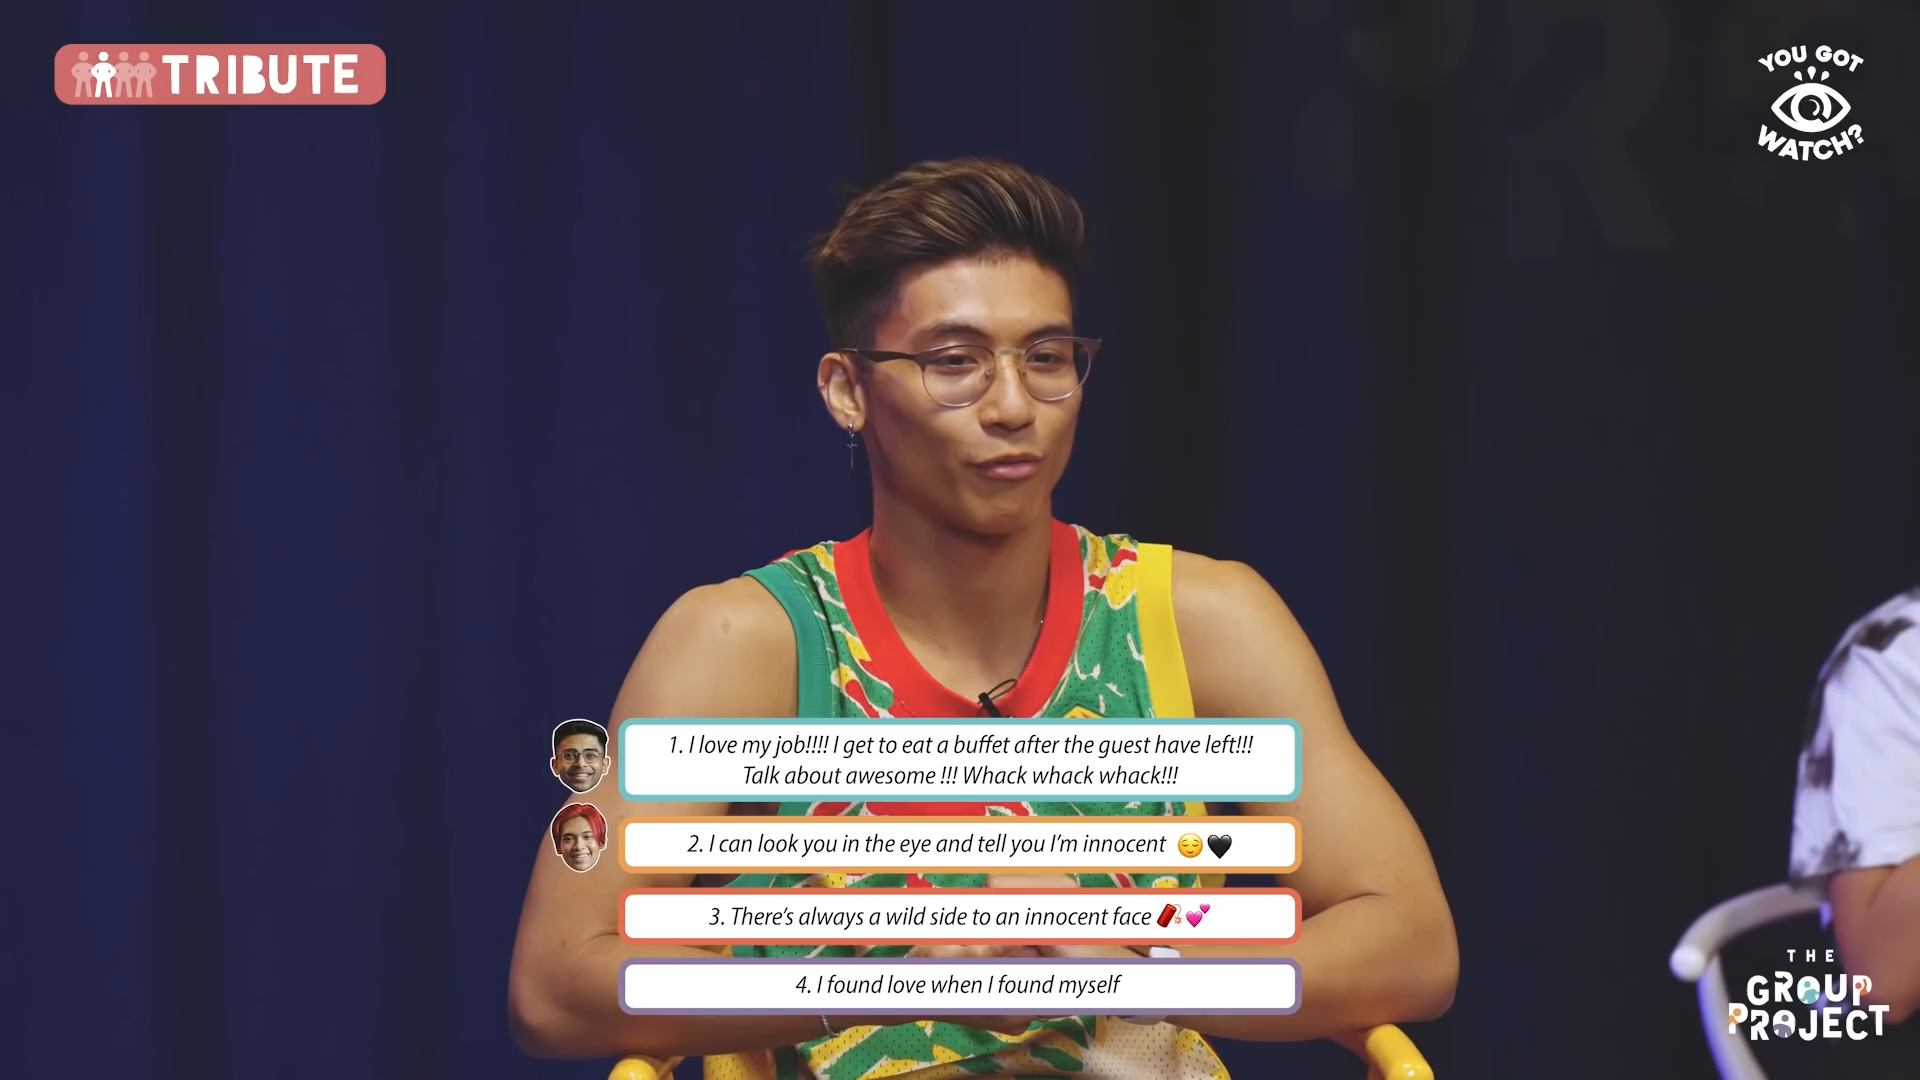 TRIBUTE
YOU GOT
WATCH?
1. I love my job!!!! I get to eat a buffet after the guest have left!!!
Talk about awesome !!! Whack whack whack!!!
2. I can look you in the eye and tell you I'm innocent 😌🖤
3. There's always a wild side to an innocent face 🧨💕
4. I found love when I found myself
THE
GROUP
PROJECT